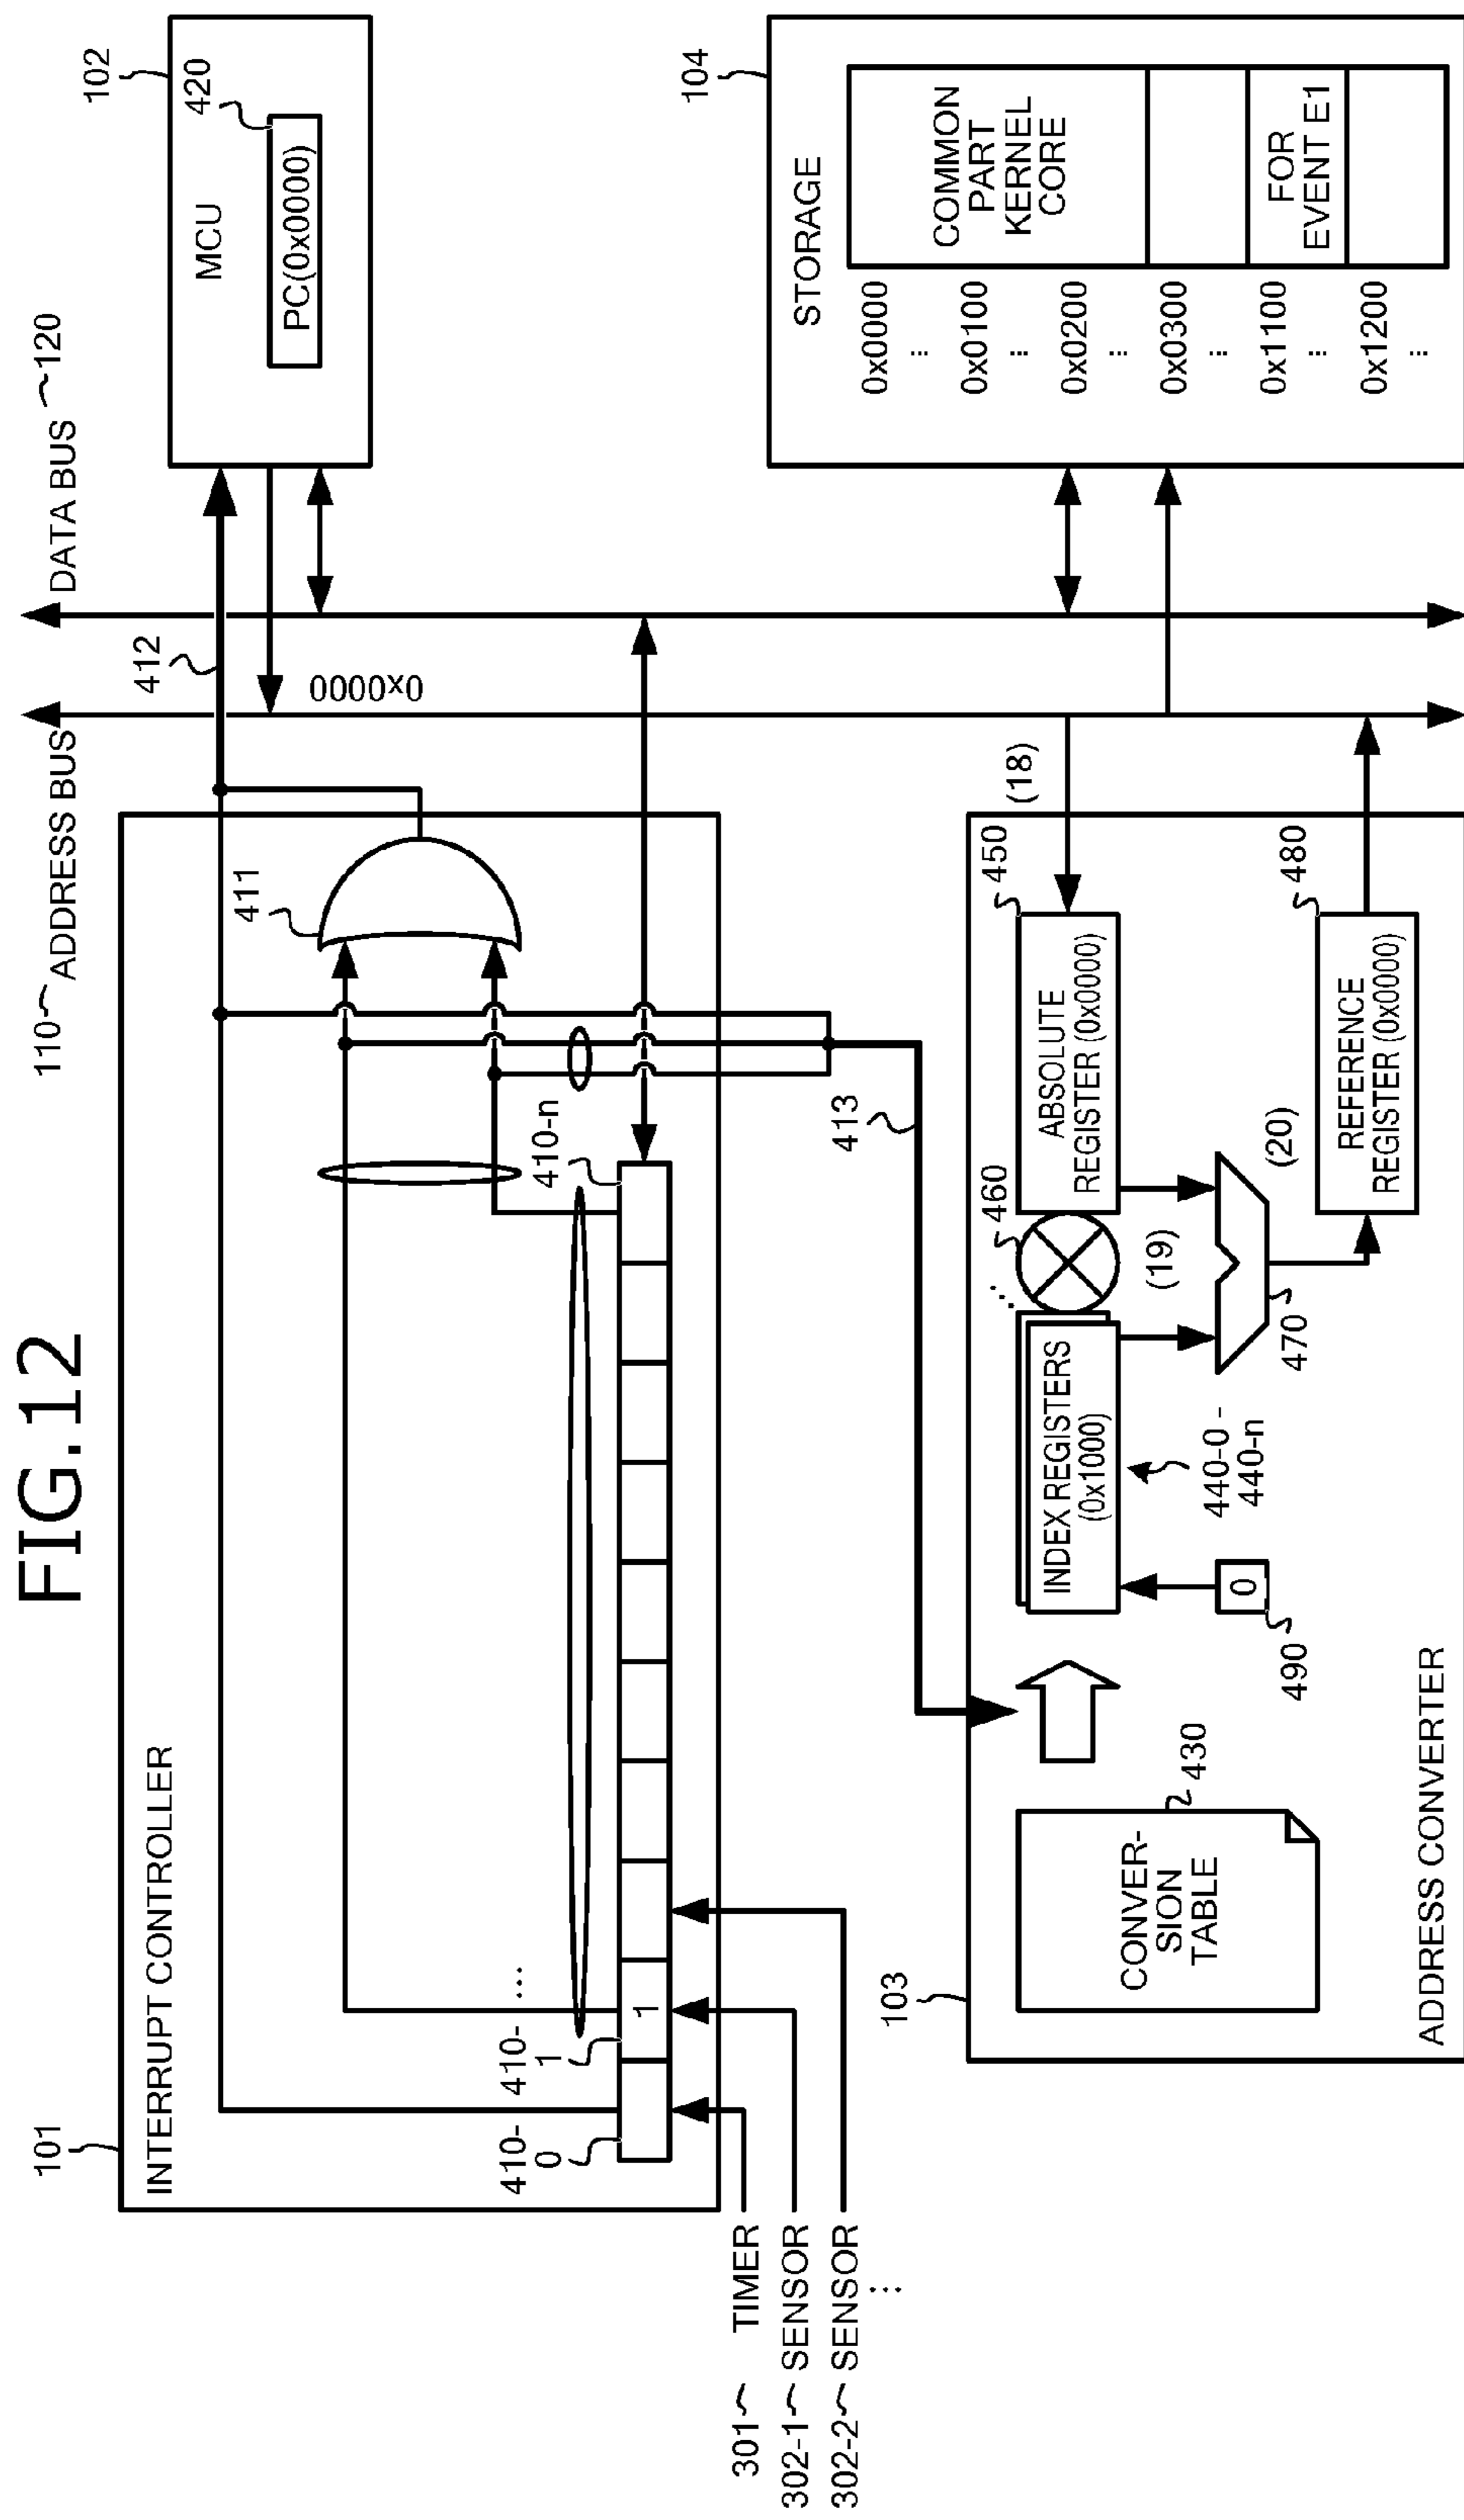 FIG.12
110 ADDRESS BUS
DATA BUS 120
101
INTERRUPT CONTROLLER
411
412
0x0000
102
MCU
420
PC(0x0000)
410-
0
410-
1
...
1
410-n
301 TIMER
302-1 SENSOR
302-2 SENSOR
...
413
103
ADDRESS CONVERTER
CONVER-
SION
TABLE
430
INDEX REGISTERS
(0x1000)
...
440-0 -
440-n
0
490
460
ABSOLUTE
REGISTER (0x0000)
450
(18)
(19)
470
(20)
REFERENCE
REGISTER (0x0000)
480
104
STORAGE
0x0000
...
0x0100
...
0x0200
...
0x0300
...
0x1100
...
0x1200
...
COMMON
PART
KERNEL
CORE
FOR
EVENT E1